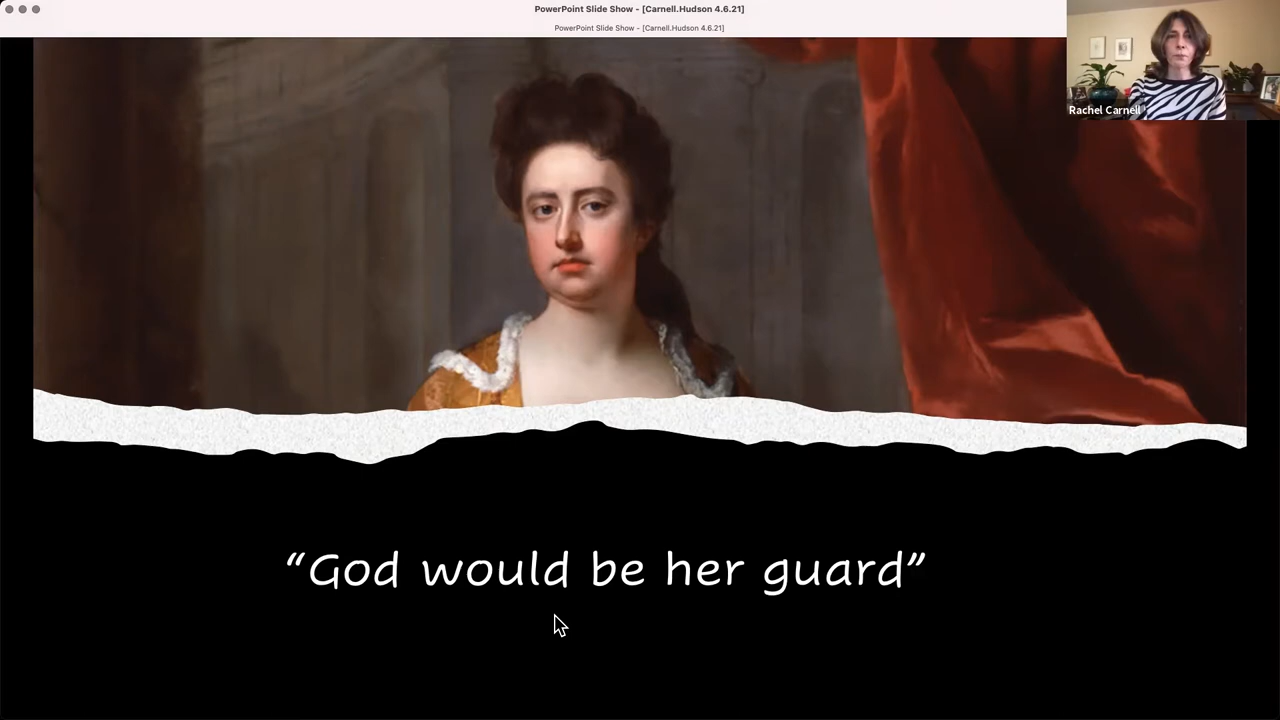 PowerPoint Slide Show - [Carnell.Hudson 4.6.21]
PowerPoint Slide Show - [Carnell.Hudson 4.6.21]
Rachel Carnell
“God would be her guard”